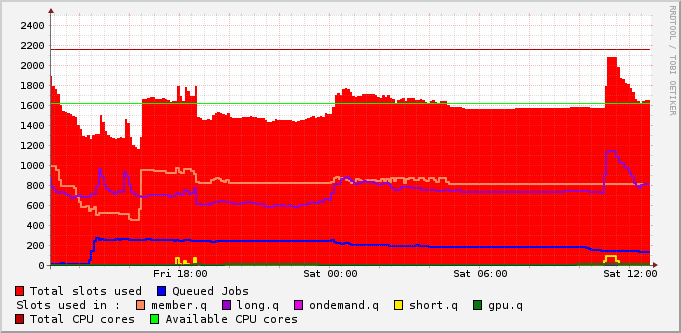 2400
2200
2000
1800
1600
1400
1200
1000
800
600
400
200
0
Fri 18:00 Sat 00:00 Sat 06:00 Sat 12:00
Total slots used Queued Jobs
Slots used in : member.q long.q ondemand.q short.q gpu.q
Total CPU cores Available CPU cores
RRDTOOL / TOBI OETIKER